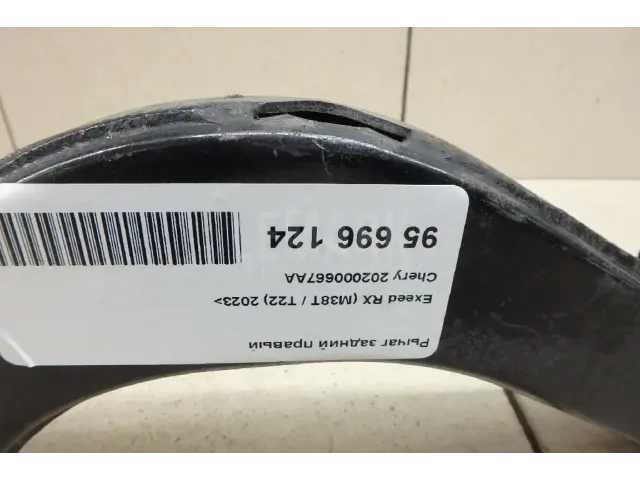 Рычаг задний правый
Exeed RX (M38T / T22) 2023>
Chery 202000667AA
95 696 124